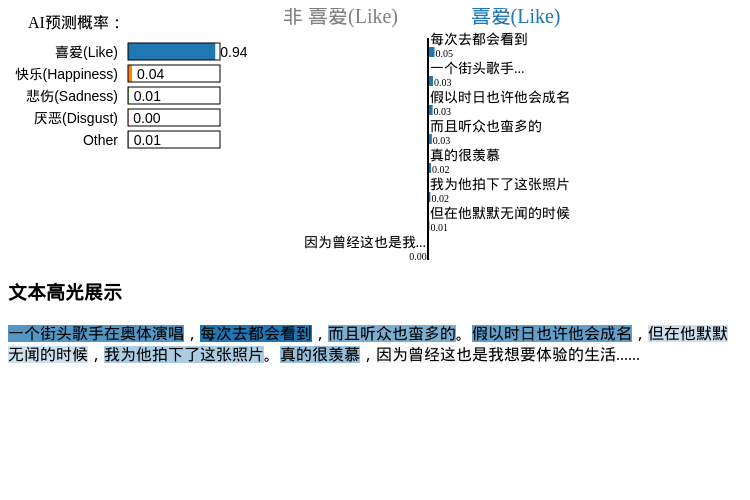 AI预测概率：
喜爱(Like) 0.94
快乐(Happiness) 0.04
悲伤(Sadness) 0.01
厌恶(Disgust) 0.00
Other 0.01
非 喜爱(Like) 喜爱(Like)
每次去都会看到
0.05
一个街头歌手...
0.03
假以时日也许他会成名
0.03
而且听众也蛮多的
0.03
真的很羡慕
0.02
我为他拍下了这张照片
0.02
但在他默默无闻的时候
0.01
因为曾经这也是我...
0.00
文本高光展示
一个街头歌手在奥体演唱，每次去都会看到，而且听众也蛮多的。假以时日也许他会成名，但在他默默
无闻的时候，我为他拍下了这张照片。真的很羡慕，因为曾经这也是我想要体验的生活......